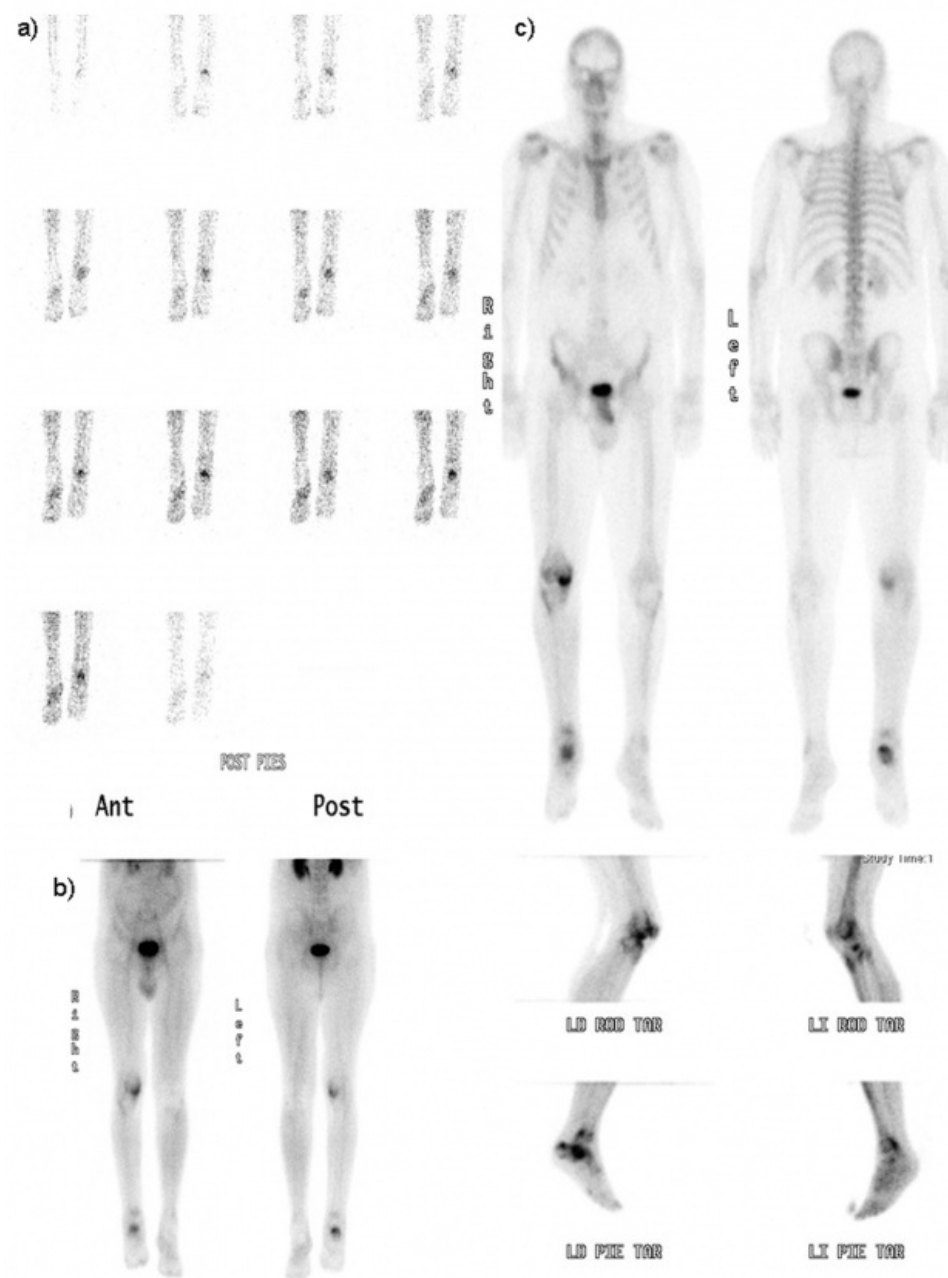 a)
c)
Right
Left
POST PIES
Ant Post
b)
Right
Left
Study Time:1
LD ROD TAR
LI ROD TAR
LD PIE TAR
LI PIE TAR